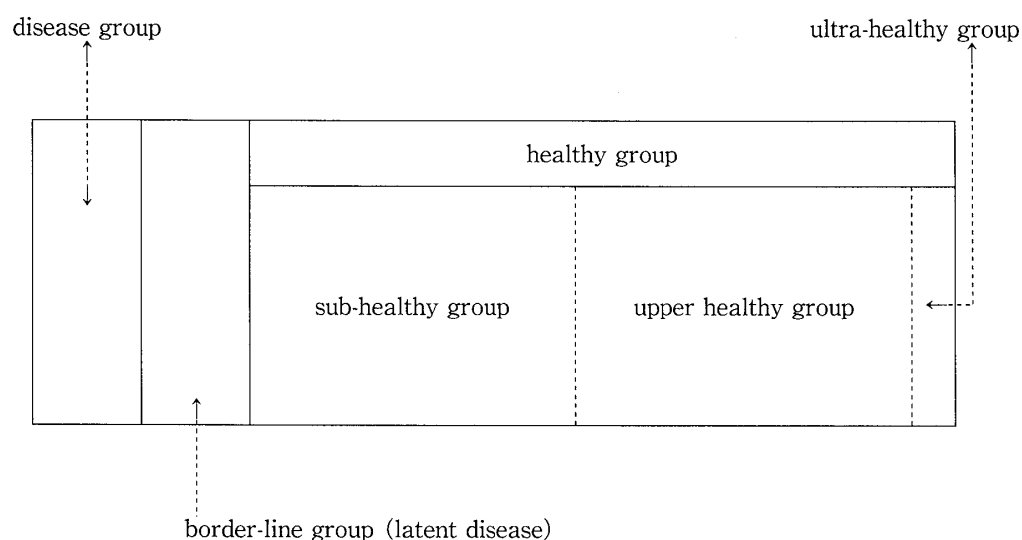 disease group
ultra-healthy group
healthy group
sub-healthy group
upper healthy group
border-line group (latent disease)